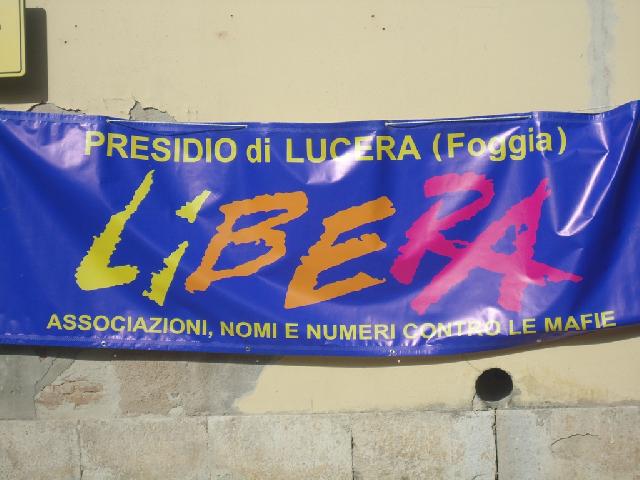 PRESIDIO di LUCERA (Foggia)
LiBERA
ASSOCIAZIONI, NOMI E NUMERI CONTRO LE MAFIE